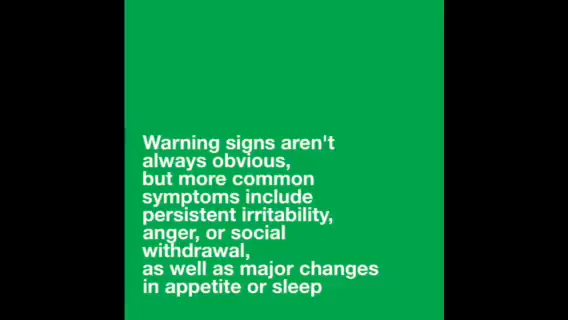 Warning signs aren't
always obvious,
but more common
symptoms include
persistent irritability,
anger, or social
withdrawal,
as well as major changes
in appetite or sleep